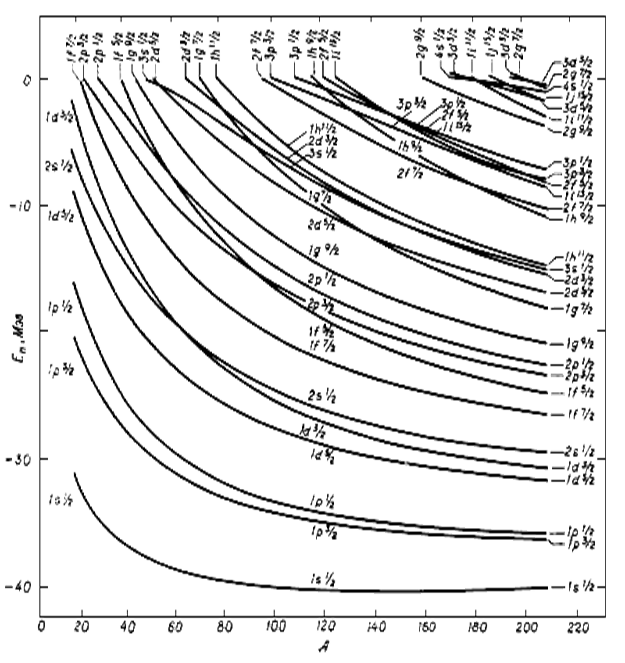 1f 7/2 2p 3/2 2p 1/2 1f 5/2 1g 9/2 3s 1/2 2d 5/2 2d 3/2 1g 7/2 1h 11/2 2f 7/2 3p 3/2 3p 1/2 1h 9/2 2f 5/2 1i 13/2 2g 9/2 4s 1/2 3d 5/2 1i 11/2 1j 15/2 3d 3/2 2g 7/2
0
3d 3/2
2g 7/2
4s 1/2
1j 15/2
3d 5/2
1i 11/2
2g 9/2
1d 3/2
3p 3/2
3p 1/2
2f 5/2
1i 13/2
1h 11/2
2d 3/2
3s 1/2
1h 9/2
2f 7/2
3p 1/2
3p 3/2
2f 5/2
1i 13/2
2f 7/2
1h 9/2
2s 1/2
1d 5/2
-10
1g 7/2
2d 5/2
1g 9/2
1h 11/2
3s 1/2
2d 3/2
2d 5/2
1g 7/2
1p 1/2
2p 1/2
2p 3/2
1f 5/2
1f 7/2
1g 9/2
2p 1/2
2p 3/2
1f 5/2
1f 7/2
En, Мэв
1p 3/2
2s 1/2
1d 3/2
1d 5/2
2s 1/2
1d 3/2
1d 5/2
-30
1s 1/2
1p 1/2
1p 3/2
1p 1/2
1p 3/2
-40
1s 1/2
1s 1/2
0 20 40 60 80 100 120 140 160 180 200 220
A